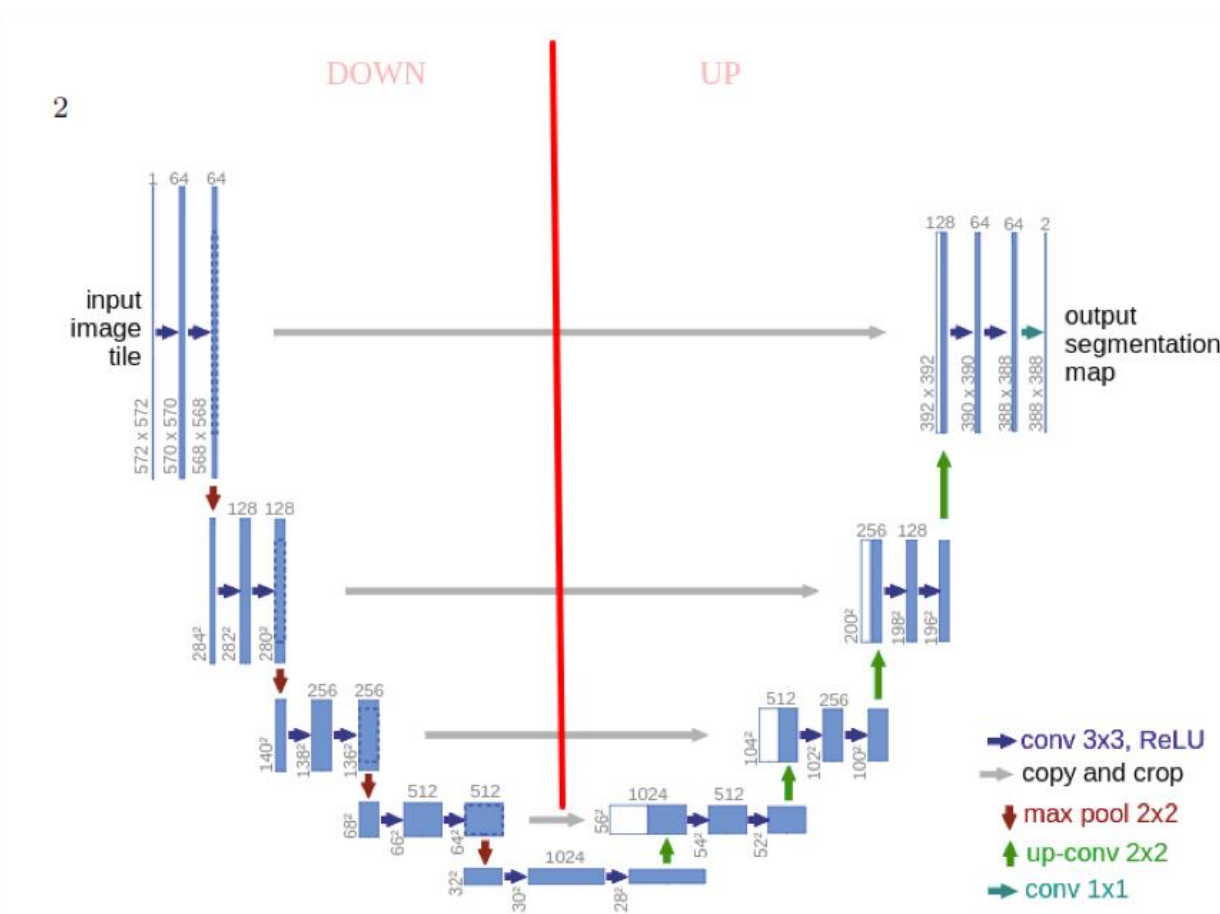 DOWN UP
2
1 64 64
input
image
tile
572 x 572
570 x 570
568 x 568
128 64 64 2
output
segmentation
map
392 x 392
390 x 390
388 x 388
388 x 388
128 128
284²
282²
280²
256 128
200²
198²
196²
256 256
140²
138²
136²
512 256
104²
102²
100²
512 512
68²
66²
64²
1024 512
56²
54²
52²
1024
32²
30²
28²
conv 3x3, ReLU
copy and crop
max pool 2x2
up-conv 2x2
conv 1x1